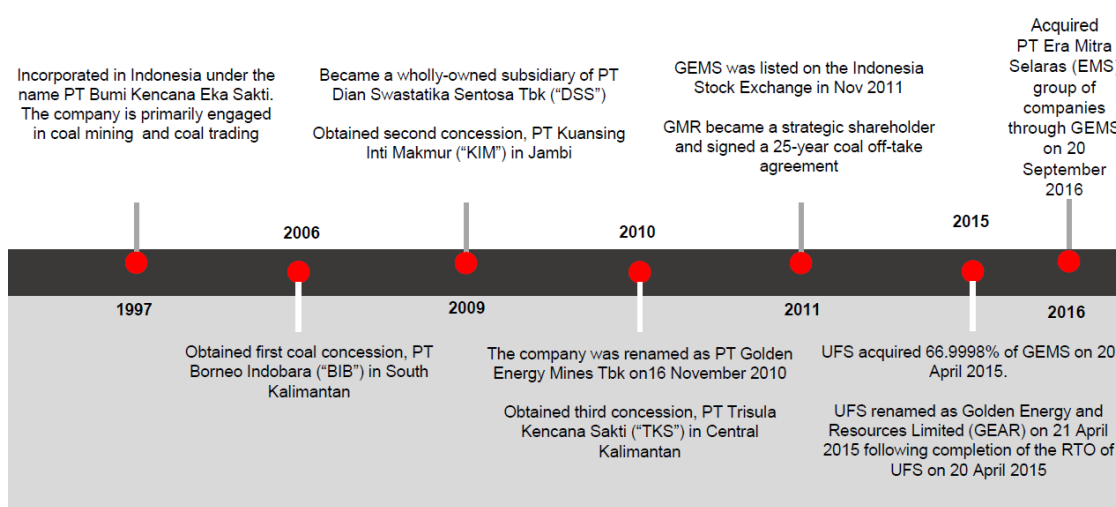 Incorporated in Indonesia under the
name PT Bumi Kencana Eka Sakti.
The company is primarily engaged
in coal mining  and coal trading
Became a wholly-owned subsidiary of PT
Dian Swastatika Sentosa Tbk (“DSS”)
Obtained second concession, PT Kuansing
Inti Makmur (“KIM”) in Jambi
GEMS was listed on the Indonesia
Stock Exchange in Nov 2011
GMR became a strategic shareholder
and signed a 25-year coal off-take
agreement
Acquired
PT Era Mitra
Selaras (EMS)
group of
companies
through GEMS
on 20
September
2016
2006
2010
2015
1997
2009
2011
2016
Obtained first coal concession, PT
Borneo Indobara (“BIB”) in South
Kalimantan
The company was renamed as PT Golden
Energy Mines Tbk on16 November 2010
Obtained third concession, PT Trisula
Kencana Sakti (“TKS”) in Central
Kalimantan
UFS acquired 66.9998% of GEMS on 20
April 2015.
UFS renamed as Golden Energy and
Resources Limited (GEAR) on 21 April
2015 following completion of the RTO of
UFS on 20 April 2015